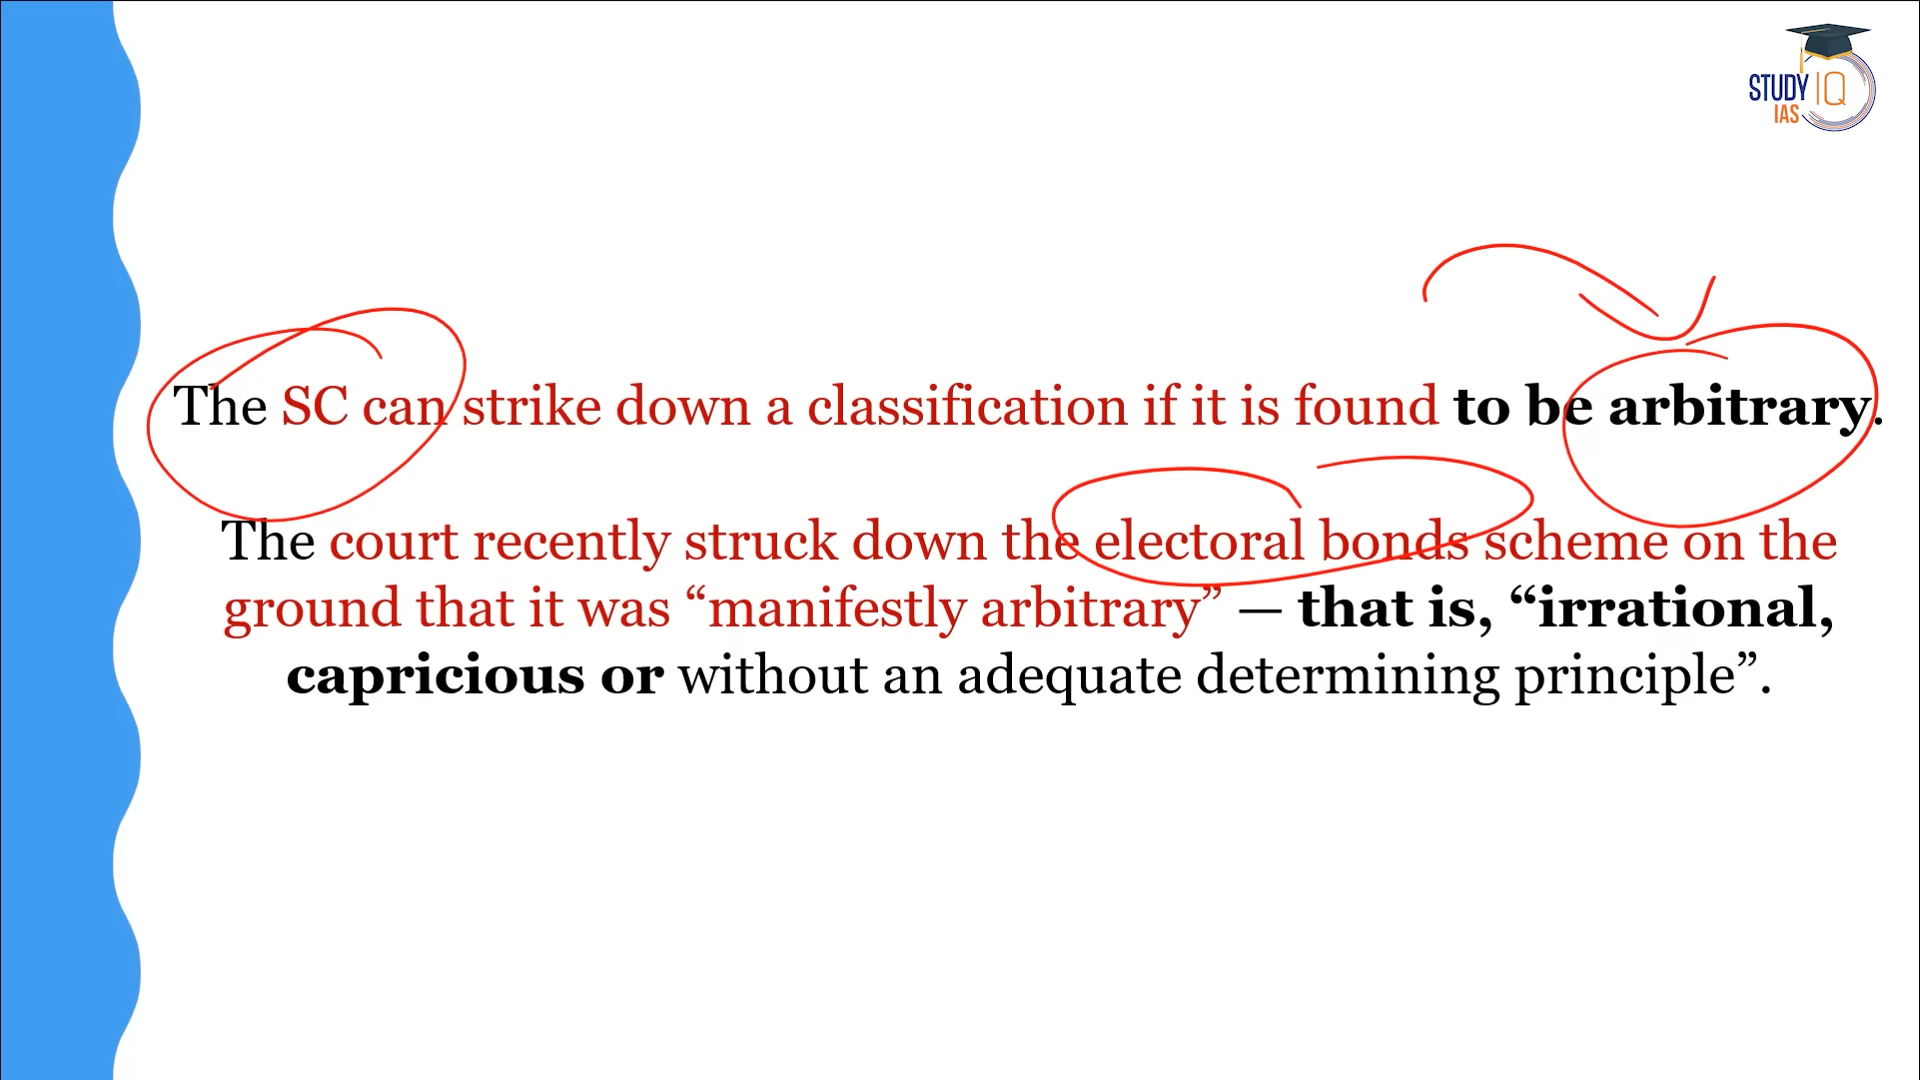 STUDY IQ
IAS
The SC can strike down a classification if it is found to be arbitrary.
The court recently struck down the electoral bonds scheme on the
ground that it was “manifestly arbitrary” — that is, “irrational,
capricious or without an adequate determining principle”.